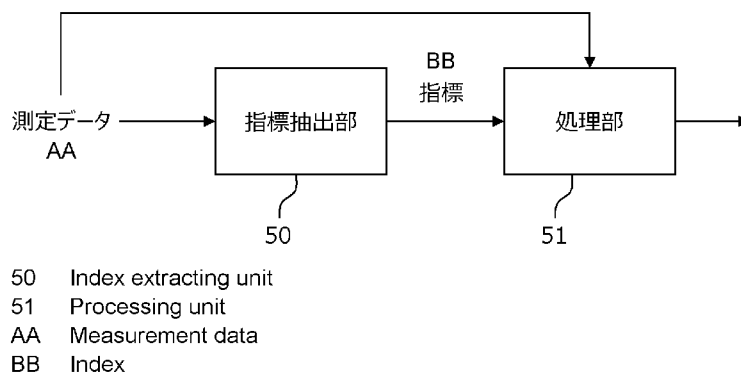 BB
指標
測定データ
AA
指標抽出部
処理部
50
51
50 Index extracting unit
51 Processing unit
AA Measurement data
BB Index